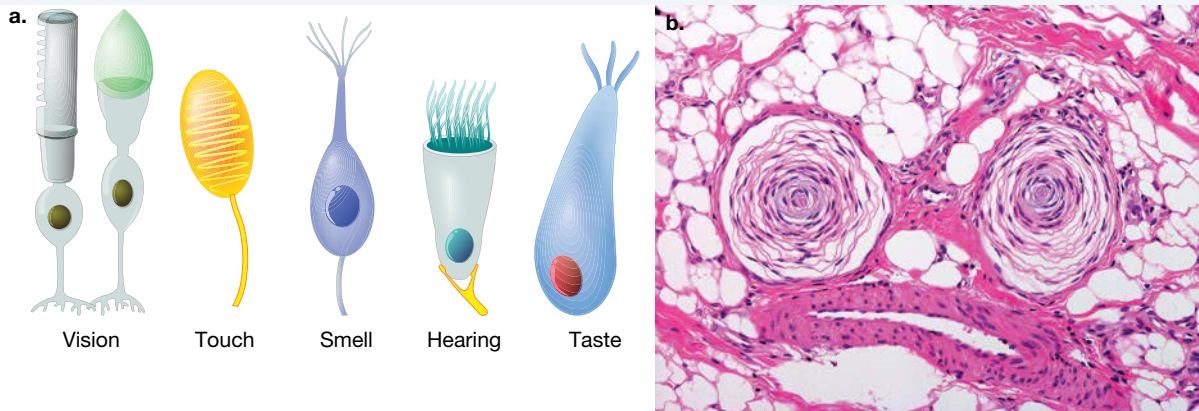 a.
b.
Vision
Touch
Smell
Hearing
Taste